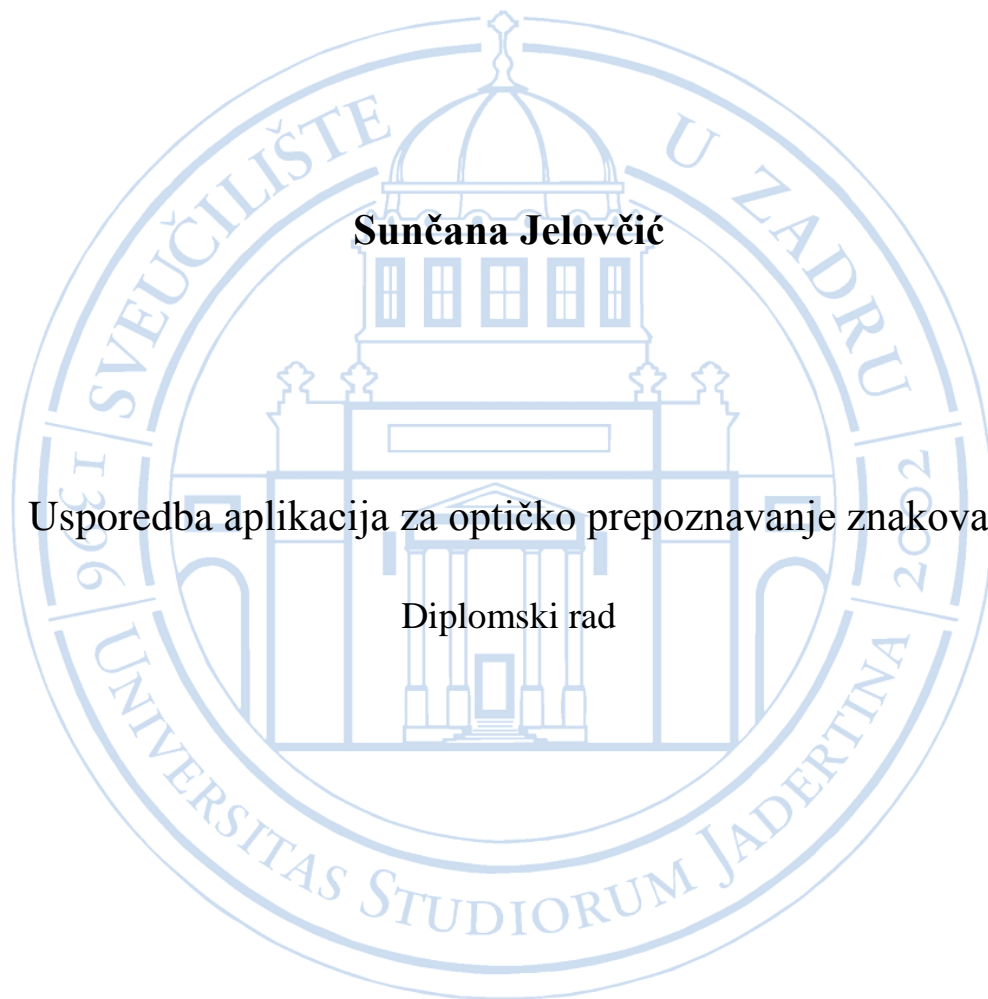 Sunčana Jelovčić
Usporedba aplikacija za optičko prepoznavanje znakova
Diplomski rad
SVEUČILIŠTE U ZADRU
1396
2002
UNIVERSITAS STUDIORUM JADERTINA